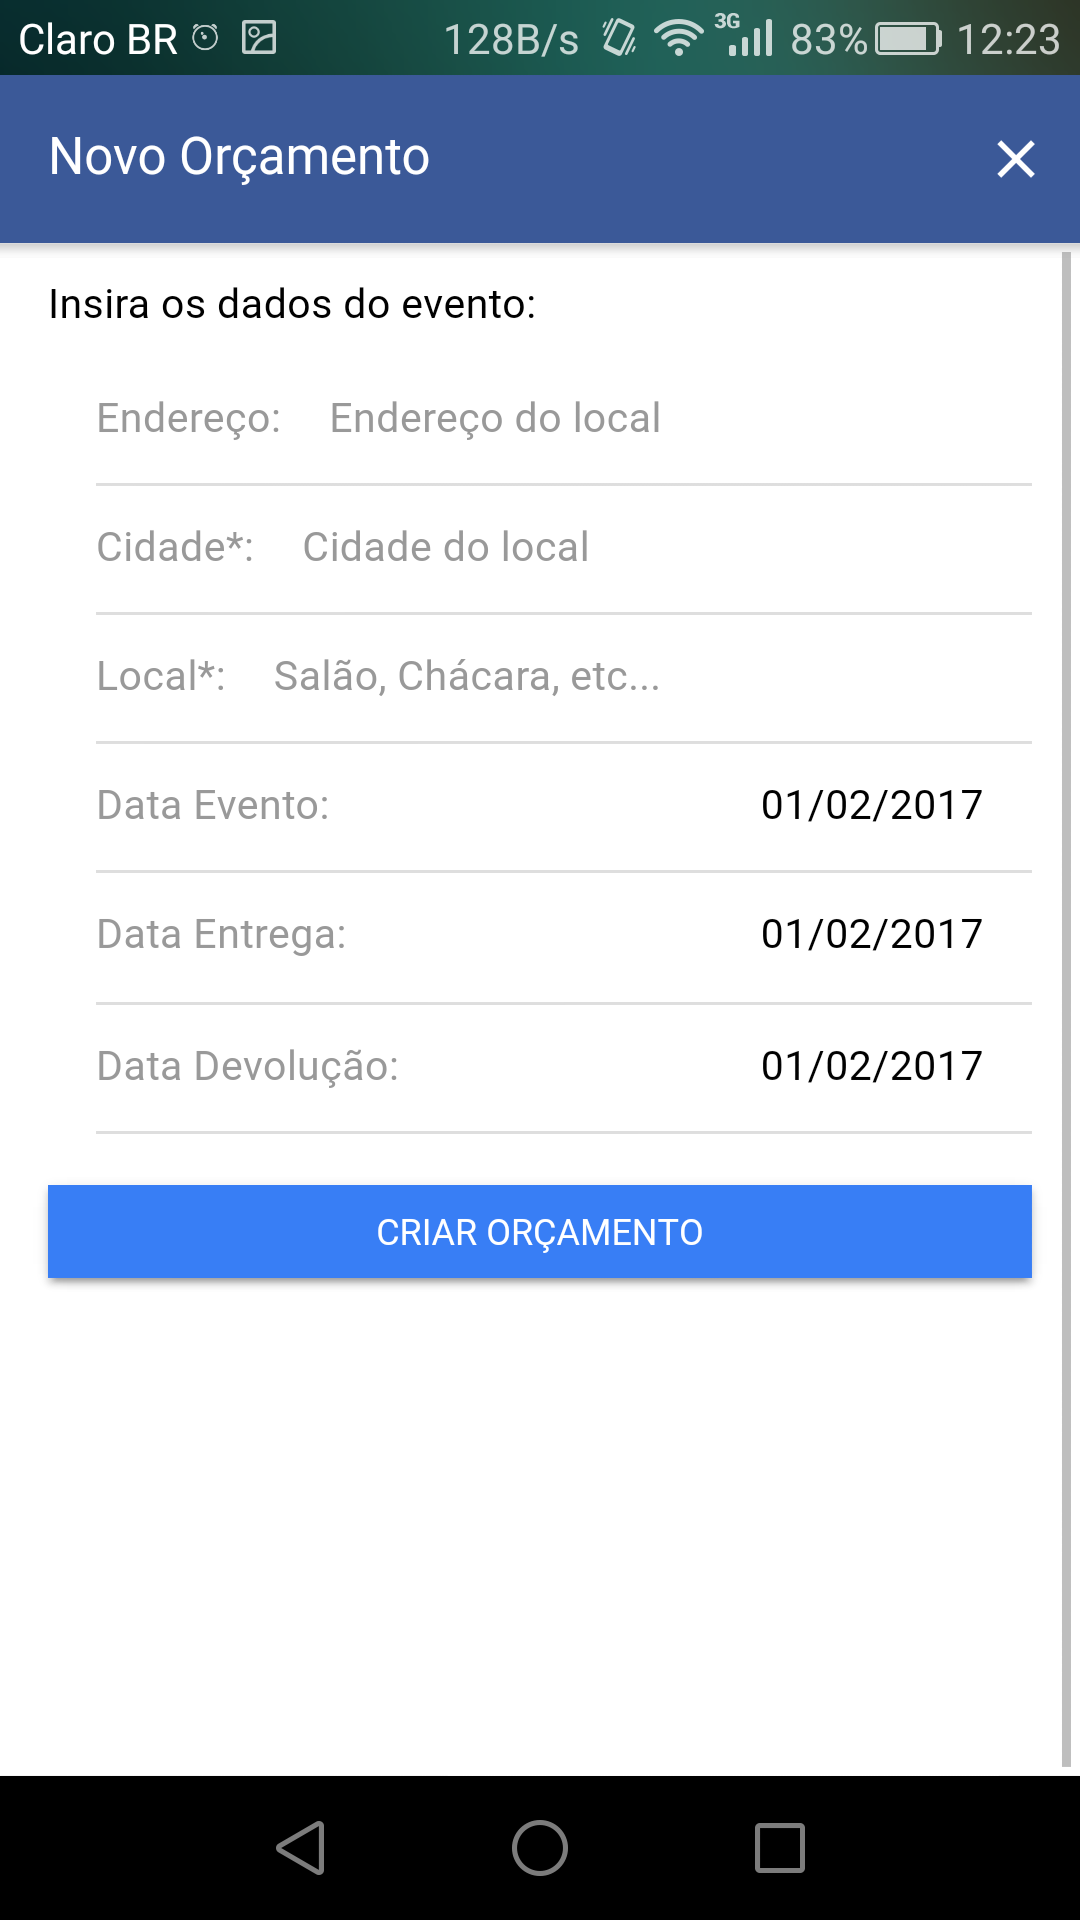 Claro BR 128B/s 3G 83% 12:23
Novo Orçamento
Insira os dados do evento:
Endereço: Endereço do local
Cidade*: Cidade do local
Local*: Salão, Chácara, etc...
Data Evento: 01/02/2017
Data Entrega: 01/02/2017
Data Devolução: 01/02/2017
CRIAR ORÇAMENTO